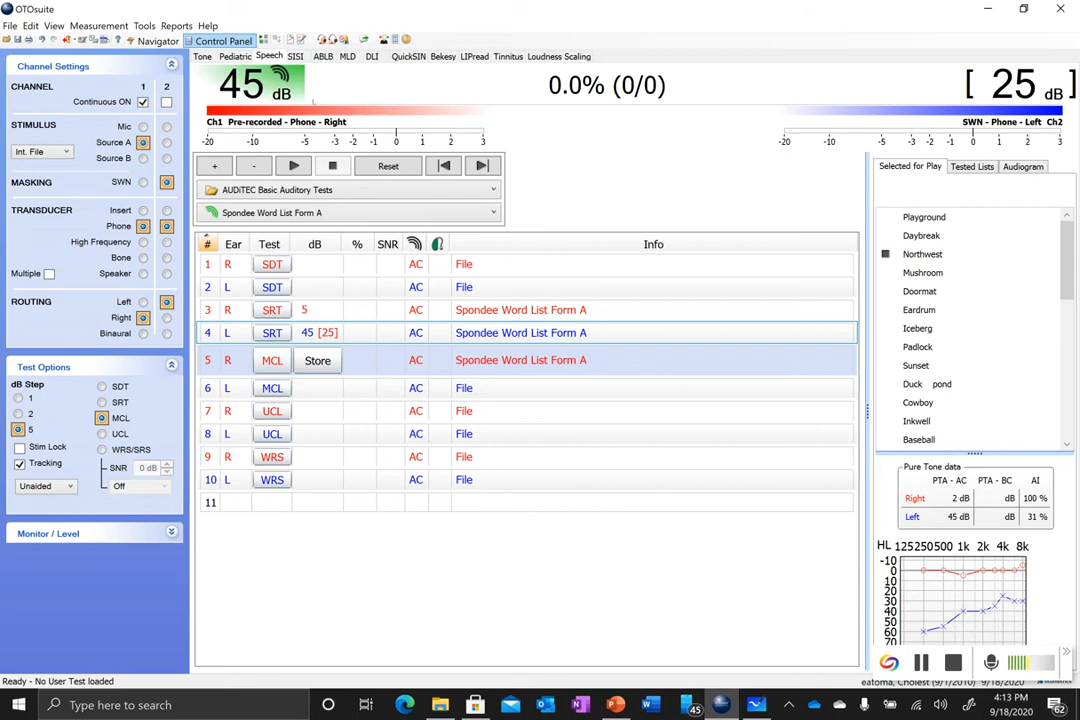 OTOsuite
File Edit View Measurement Tools Reports Help
Navigator Control Panel
Tone Pediatric Speech SISI ABLB MLD DLI QuickSIN Bekesy LIPread Tinnitus Loudness Scaling
Channel Settings
CHANNEL 1 2
Continuous ON
STIMULUS Mic
Source A
Int. File
Source B
MASKING SWN
TRANSDUCER Insert
Phone
High Frequency
Bone
Multiple Speaker
ROUTING Left
Right
Binaural
Test Options
dB Step
1
2
5
SDT
SRT
MCL
UCL
WRS/SRS
Stim Lock
Tracking
SNR 0 dB
Unaided
Off
Monitor / Level
45 dB
0.0% (0/0)
[ 25 dB ]
Ch1 Pre-recorded - Phone - Right
SWN - Phone - Left Ch2
-20 -10 -5 -3 -2 -1 0 1 2 3
-20 -10 -5 -3 -2 -1 0 1 2 3
+ - Reset
AUDiTEC Basic Auditory Tests
Spondee Word List Form A
# Ear Test dB % SNR Info
1 R SDT AC File
2 L SDT AC File
3 R SRT 5 AC Spondee Word List Form A
4 L SRT 45 [25] AC Spondee Word List Form A
5 R MCL Store AC Spondee Word List Form A
6 L MCL AC File
7 R UCL AC File
8 L UCL AC File
9 R WRS AC File
10 L WRS AC File
11
Selected for Play Tested Lists Audiogram
Playground
Daybreak
Northwest
Mushroom
Doormat
Eardrum
Iceberg
Padlock
Sunset
Duck pond
Cowboy
Inkwell
Baseball
Pure Tone data
PTA - AC PTA - BC AI
Right 2 dB dB 100 %
Left 45 dB dB 31 %
HL 125250500 1k 2k 4k 8k
-10
0
10
20
30
40
50
60
70
Ready - No User Test loaded
eatoma, Cholest (9/1/2010) 9/18/2020
Type here to search
45
4:13 PM
9/18/2020
62